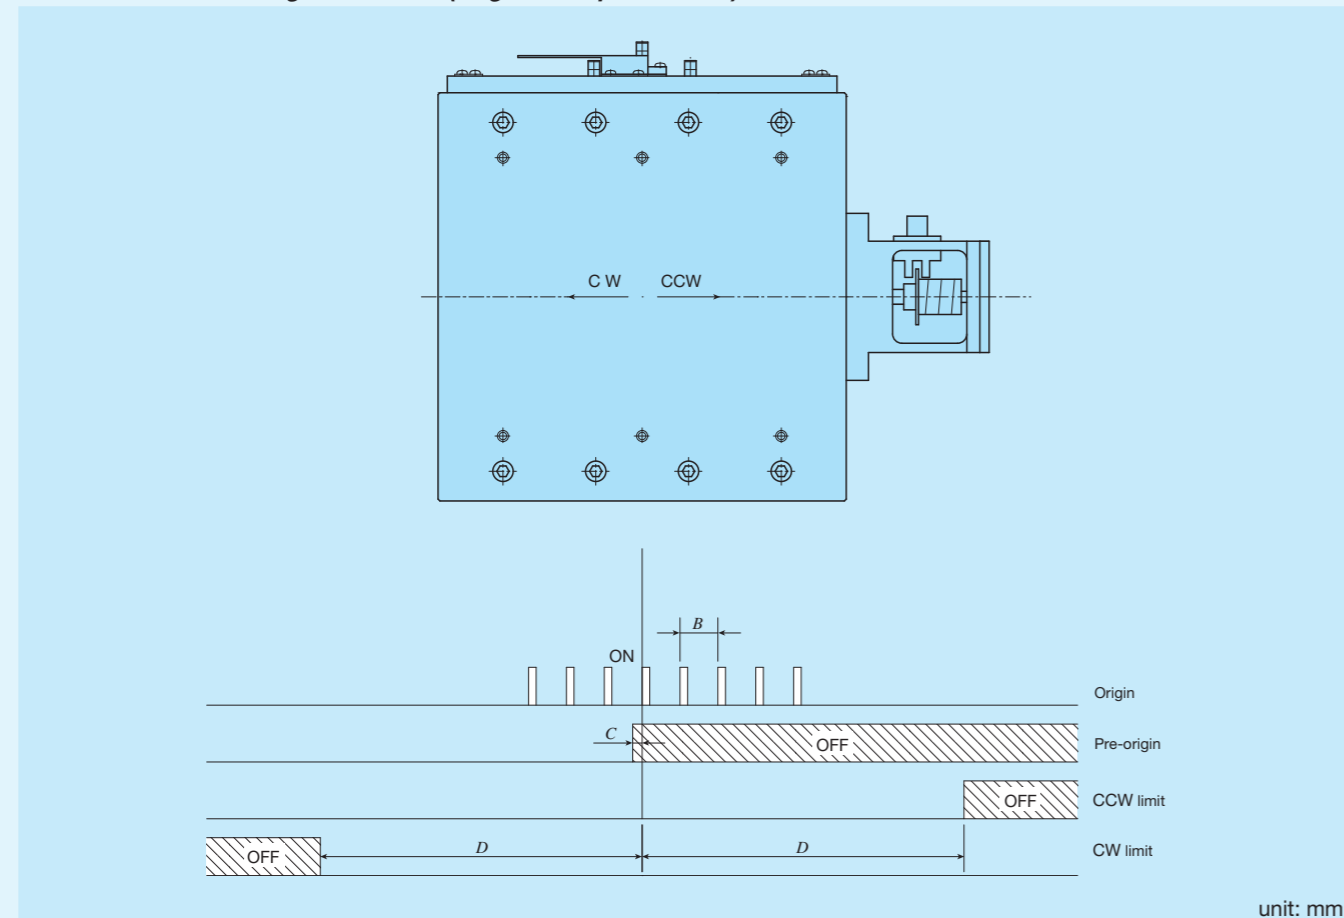 C W CCW
B
ON
Origin
C
OFF
Pre-origin
OFF
CCW limit
OFF
D
D
CW limit
unit: mm